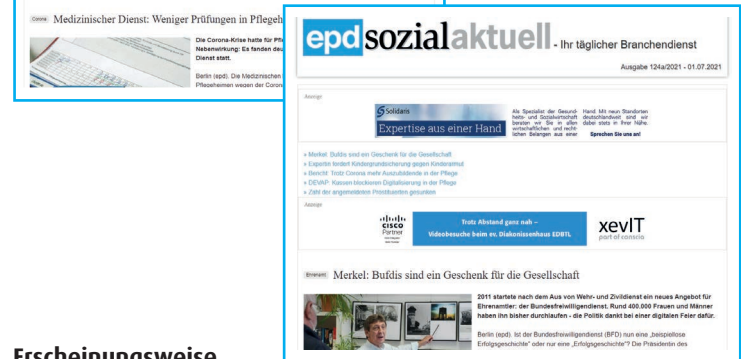 Corona Medizinischer Dienst: Weniger Prüfungen in Pflegeh
Die Corona-Krise hatte für Pfl
Nebenwirkung: Es fanden deu
Dienst statt.
Berlin (epd). Die Medizinischen
Pflegeheimen wegen der Corona
epd sozial aktuell - Ihr täglicher Branchendienst
Ausgabe 124a/2021 - 01.07.2021
Anzeige
Solidaris
Expertise aus einer Hand
Als Spezialist der Gesund-
heits- und Sozialwirtschaft
beraten wir Sie in allen
wirtschaftlichen und recht-
lichen Belangen aus einer
Hand. Mit neun Standorten
deutschlandweit sind wir
dabei stets in Ihrer Nähe.
Sprechen Sie uns an!
» Merkel: Bufdis sind ein Geschenk für die Gesellschaft
» Expertin fordert Kindergrundsicherung gegen Kinderarmut
» Bericht: Trotz Corona mehr Auszubildende in der Pflege
» DEVAP: Kassen blockieren Digitalisierung in der Pflege
» Zahl der angemeldeten Prostituierten gesunken
Anzeige
CISCO
Partner
Trotz Abstand ganz nah –
Videobesuche beim ev. Diakonissenhaus EDBTL
xevIT
part of conscia
Ehrenamt Merkel: Bufdis sind ein Geschenk für die Gesellschaft
2011 startete nach dem Aus von Wehr- und Zivildienst ein neues Angebot für
Ehrenamtler: der Bundesfreiwilligendienst. Rund 400.000 Frauen und Männer
haben ihn bisher durchlaufen - die Politik dankt bei einer digitalen Feier dafür.
Berlin (epd). Ist der Bundesfreiwilligendienst (BFD) nun eine „beispiellose
Erfolgsgeschichte" oder nur eine „Erfolgsgeschichte"? Die Präsidentin des
Erscheinungsweise